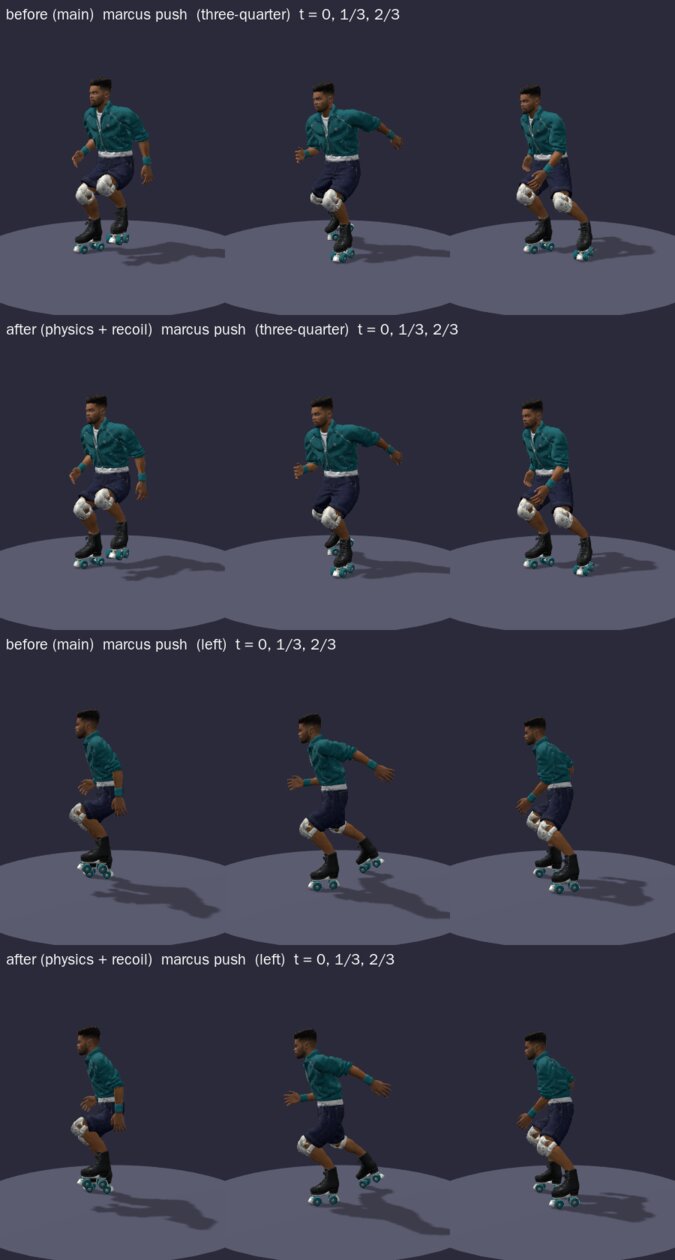 before (main)  marcus push  (three-quarter)  t = 0, 1/3, 2/3
after (physics + recoil)  marcus push  (three-quarter)  t = 0, 1/3, 2/3
before (main)  marcus push  (left)  t = 0, 1/3, 2/3
after (physics + recoil)  marcus push  (left)  t = 0, 1/3, 2/3